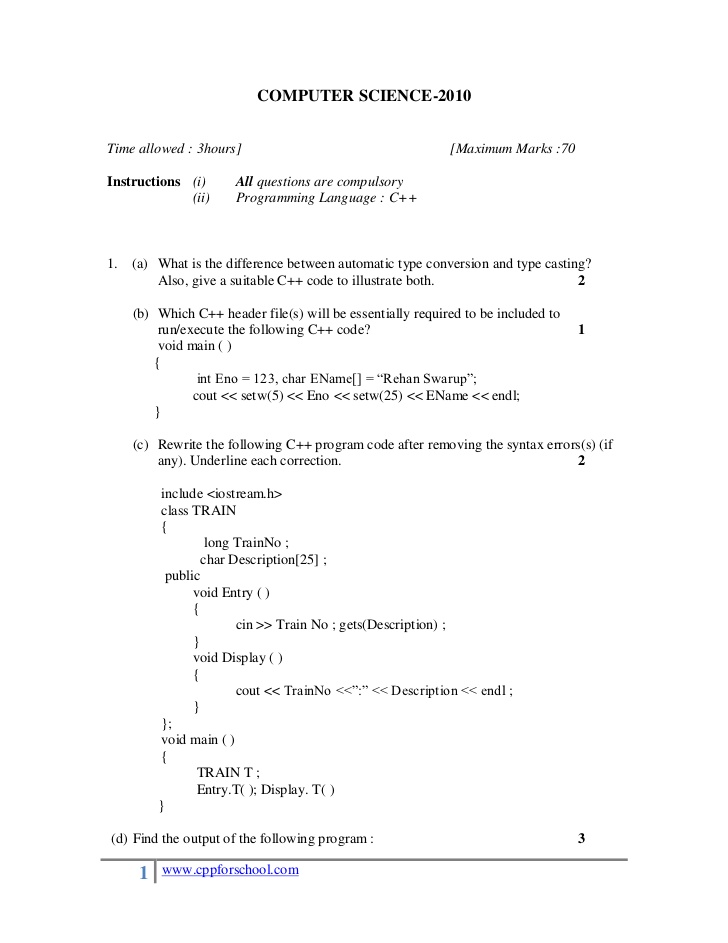 COMPUTER SCIENCE-2010
Time allowed : 3hours] [Maximum Marks :70
Instructions (i) All questions are compulsory
(ii) Programming Language : C++
1. (a) What is the difference between automatic type conversion and type casting?
Also, give a suitable C++ code to illustrate both. 2
(b) Which C++ header file(s) will be essentially required to be included to
run/execute the following C++ code? 1
void main ( )
{
int Eno = 123, char EName[] = “Rehan Swarup”;
cout << setw(5) << Eno << setw(25) << EName << endl;
}
(c) Rewrite the following C++ program code after removing the syntax errors(s) (if
any). Underline each correction. 2
include <iostream.h>
class TRAIN
{
long TrainNo ;
char Description[25] ;
public
void Entry ( )
{
cin >> Train No ; gets(Description) ;
}
void Display ( )
{
cout << TrainNo <<”:” << Description << endl ;
}
};
void main ( )
{
TRAIN T ;
Entry.T( ); Display. T( )
}
(d) Find the output of the following program : 3
1 www.cppforschool.com